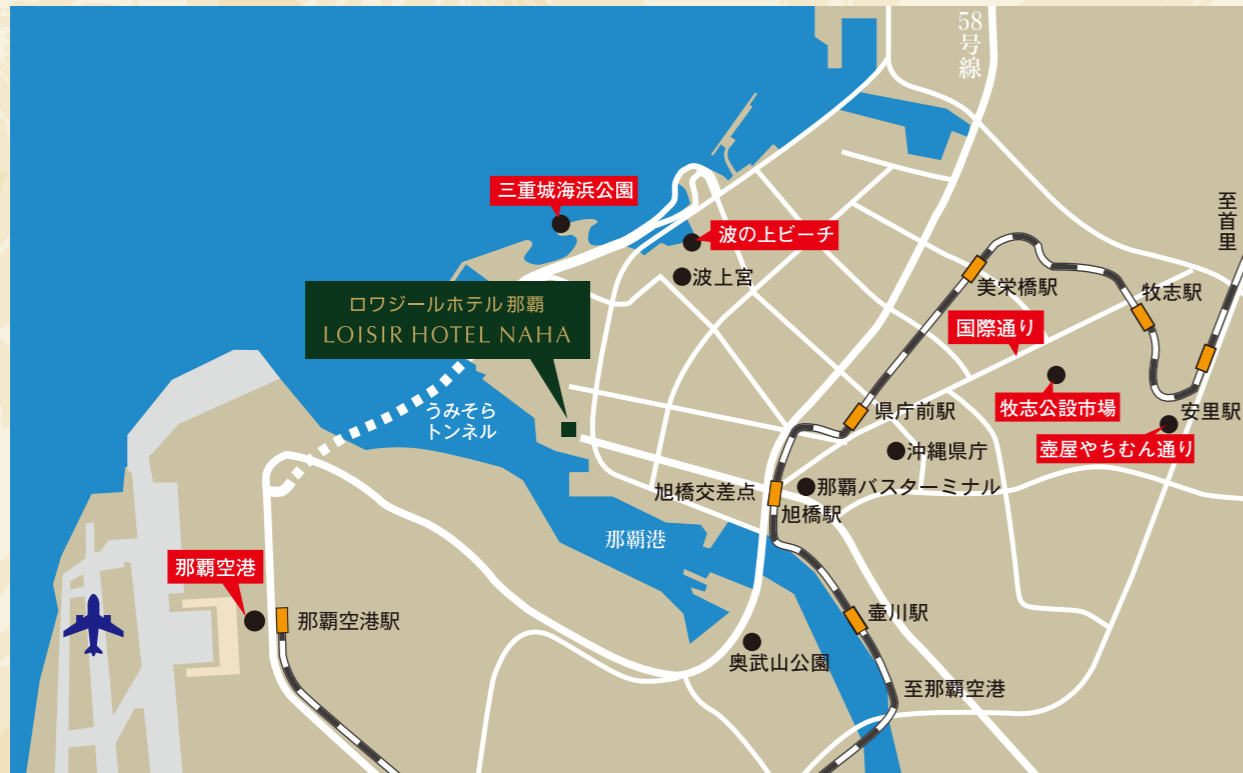 58
号
線
三重城海浜公園
波の上ビーチ
波上宮
至
首
里
美栄橋駅
牧志駅
国際通り
ロワジールホテル那覇
LOISIR HOTEL NAHA
うみそら
トンネル
県庁前駅
牧志公設市場
安里駅
沖縄県庁
壺屋やちむん通り
旭橋交差点
那覇バスターミナル
旭橋駅
那覇港
那覇空港
那覇空港駅
壷川駅
奥武山公園
至那覇空港